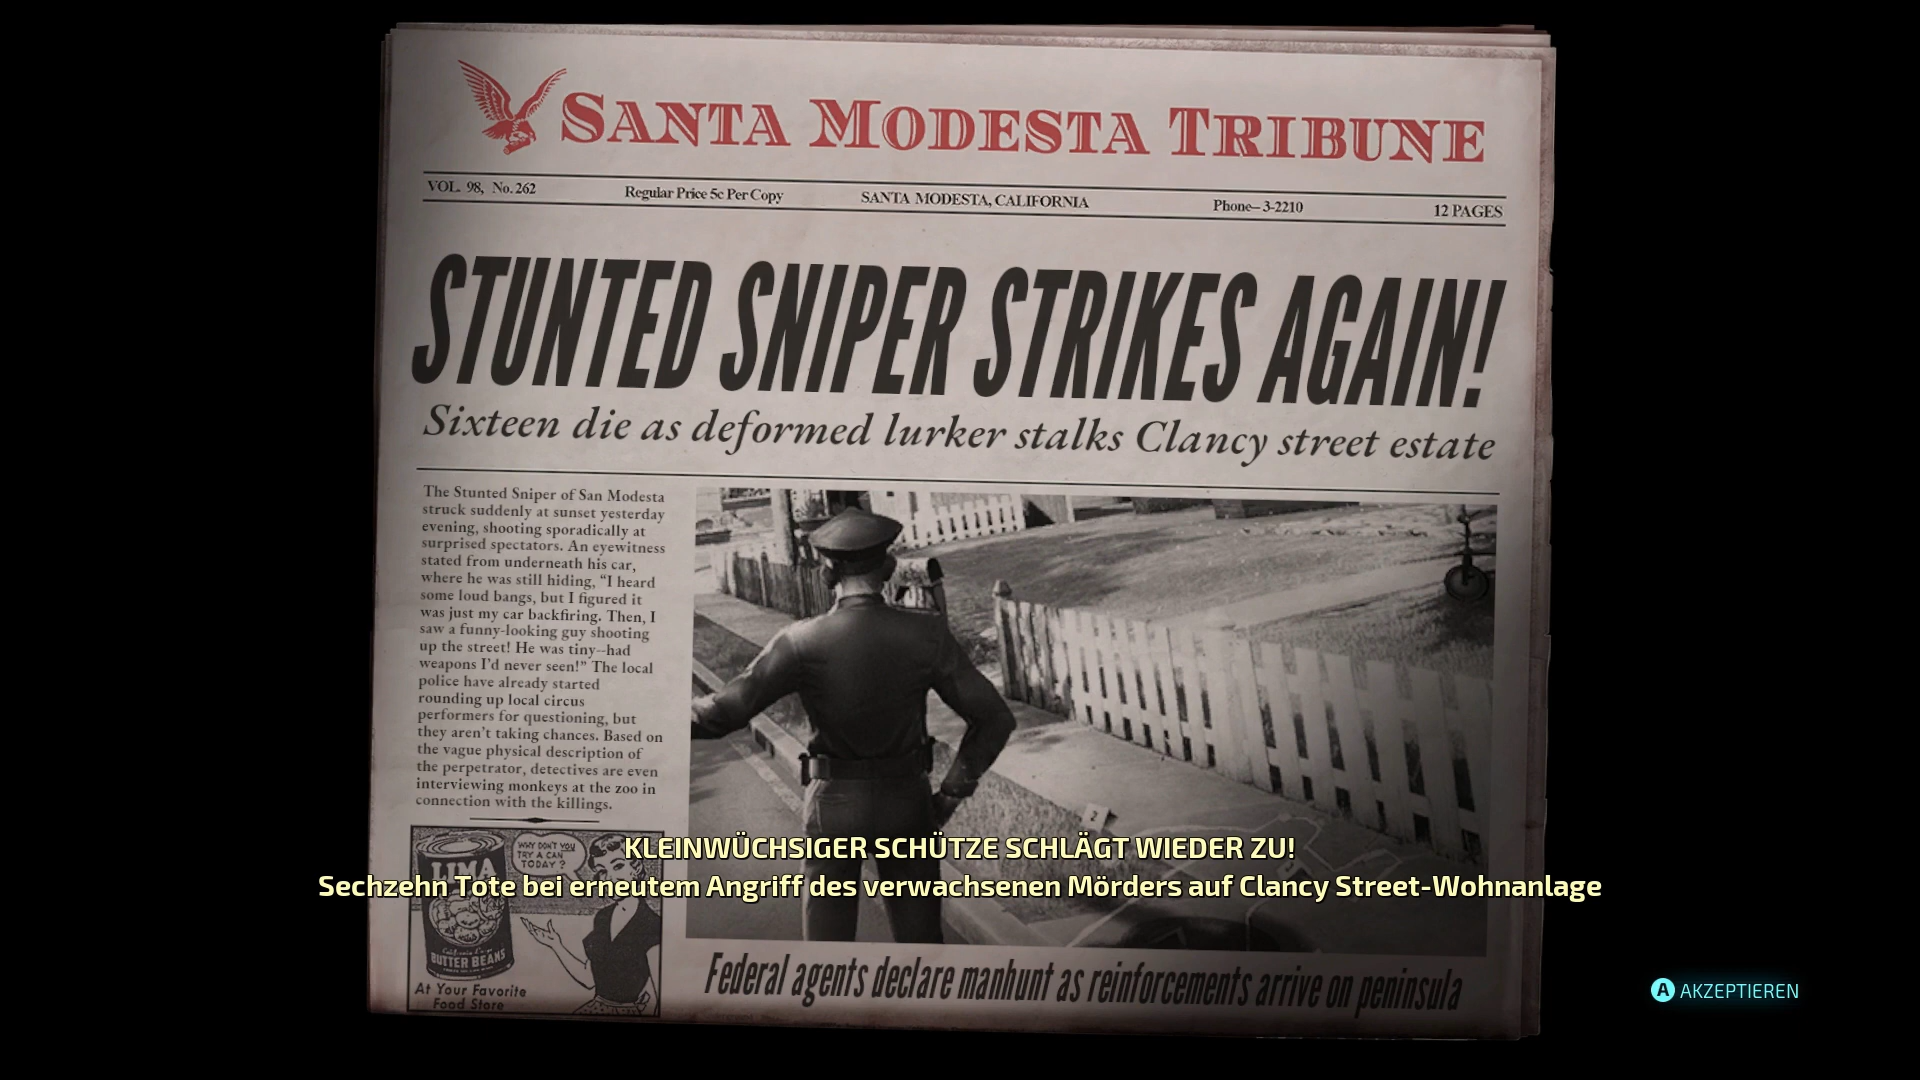 SANTA MODESTA TRIBUNE
VOL. 98, No. 262
Regular Price 5c Per Copy
SANTA MODESTA, CALIFORNIA
Phone–3-2210
12 PAGES
STUNTED SNIPER STRIKES AGAIN!
Sixteen die as deformed lurker stalks Clancy street estate
The Stunted Sniper of San Modesta
struck suddenly at sunset yesterday
evening, shooting sporadically at
surprised spectators. An eyewitness
stated from underneath his car,
where he was still hiding, “I heard
some loud bangs, but I figured it
was just my car backfiring. Then, I
saw a funny-looking guy shooting
up the street! He was tiny--had
weapons I’d never seen!” The local
police have already started
rounding up local circus
performers for questioning, but
they aren’t taking chances. Based on
the vague physical description of
the perpetrator, detectives are even
interviewing monkeys at the zoo in
connection with the killings.
2
WHY DON'T YOU
TRY A CAN
TODAY?
LIMA
BUTTER BEANS
At Your Favorite
Food Store
KLEINWÜCHSIGER SCHÜTZE SCHLÄGT WIEDER ZU!
Sechzehn Tote bei erneutem Angriff des verwachsenen Mörders auf Clancy Street-Wohnanlage
Federal agents declare manhunt as reinforcements arrive on peninsula
A AKZEPTIEREN